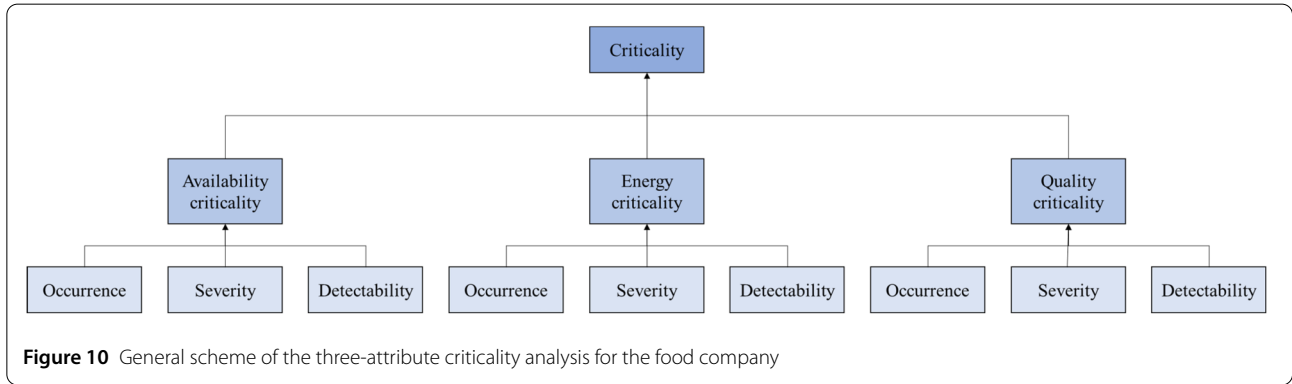 Criticality
Availability
criticality
Energy
criticality
Quality
criticality
Occurrence
Severity
Detectability
Occurrence
Severity
Detectability
Occurrence
Severity
Detectability
Figure 10 General scheme of the three-attribute criticality analysis for the food company